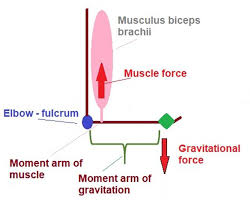 Musculus biceps
brachii
Muscle force
Elbow - fulcrum
Gravitational
force
Moment arm of
muscle
Moment arm of
gravitation